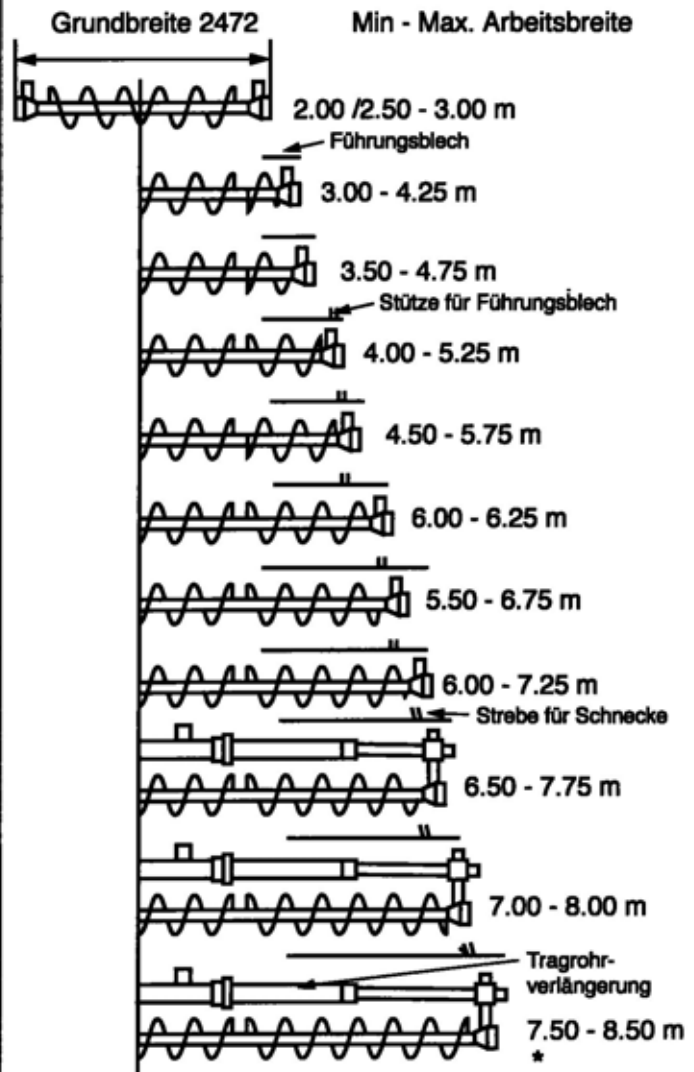 Grundbreite 2472
Min - Max. Arbeitsbreite
2.00 /2.50 - 3.00 m
Führungsblech
3.00 - 4.25 m
3.50 - 4.75 m
Stütze für Führungsblech
4.00 - 5.25 m
4.50 - 5.75 m
6.00 - 6.25 m
5.50 - 6.75 m
6.00 - 7.25 m
Strebe für Schnecke
6.50 - 7.75 m
7.00 - 8.00 m
Tragrohr-
verlängerung
7.50 - 8.50 m
*